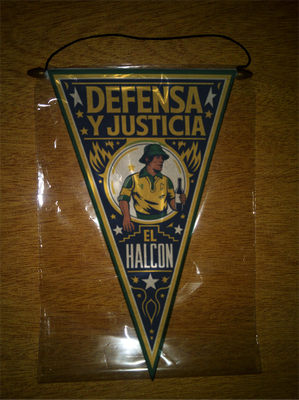 DEFENSA
Y JUSTICIA
EL
HALCON